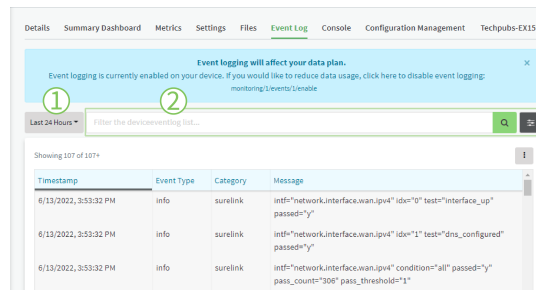 Details Summary Dashboard Metrics Settings Files Event Log Console Configuration Management Techpubs-EX15
Event logging will affect your data plan. ×
Event logging is currently enabled on your device. If you would like to reduce data usage, click here to disable event logging:
monitoring/1/events/1/enable
1 2
Last 24 Hours Filter the deviceeventing list...
Showing 107 of 107+
Timestamp Event Type Category Message
6/13/2022, 3:53:32 PM info surelink intf="network.interface.wan.ipv4" idx="0" test="interface_up"
passed="y"
6/13/2022, 3:53:32 PM info surelink intf="network.interface.wan.ipv4" idx="1" test="dns_configured"
passed="y"
6/13/2022, 3:53:32 PM info surelink intf="network.interface.wan.ipv4" condition="all" passed="y"
pass_count="306" pass_threshold="1"